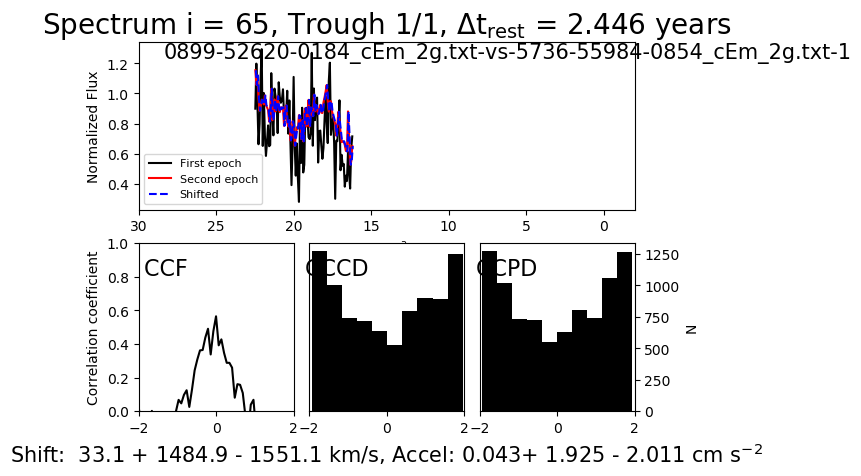 Spectrum i = 65, Trough 1/1, Δt_rest = 2.446 years
0899-52620-0184_cEm_2g.txt-vs-5736-55984-0854_cEm_2g.txt-1
Normalized Flux
1.2
1.0
0.8
0.6
0.4
First epoch
Second epoch
Shifted
30 25 20 15 10 5 0
Correlation coefficient
1.0
0.8
0.6
0.4
0.2
0.0
CCF
CCCD
CCPD
1250
1000
750
500
250
0
N
−2 0 2
−2 0 2
−2 0 2
Shift: 33.1 + 1484.9 - 1551.1 km/s, Accel: 0.043+ 1.925 - 2.011 cm s⁻²